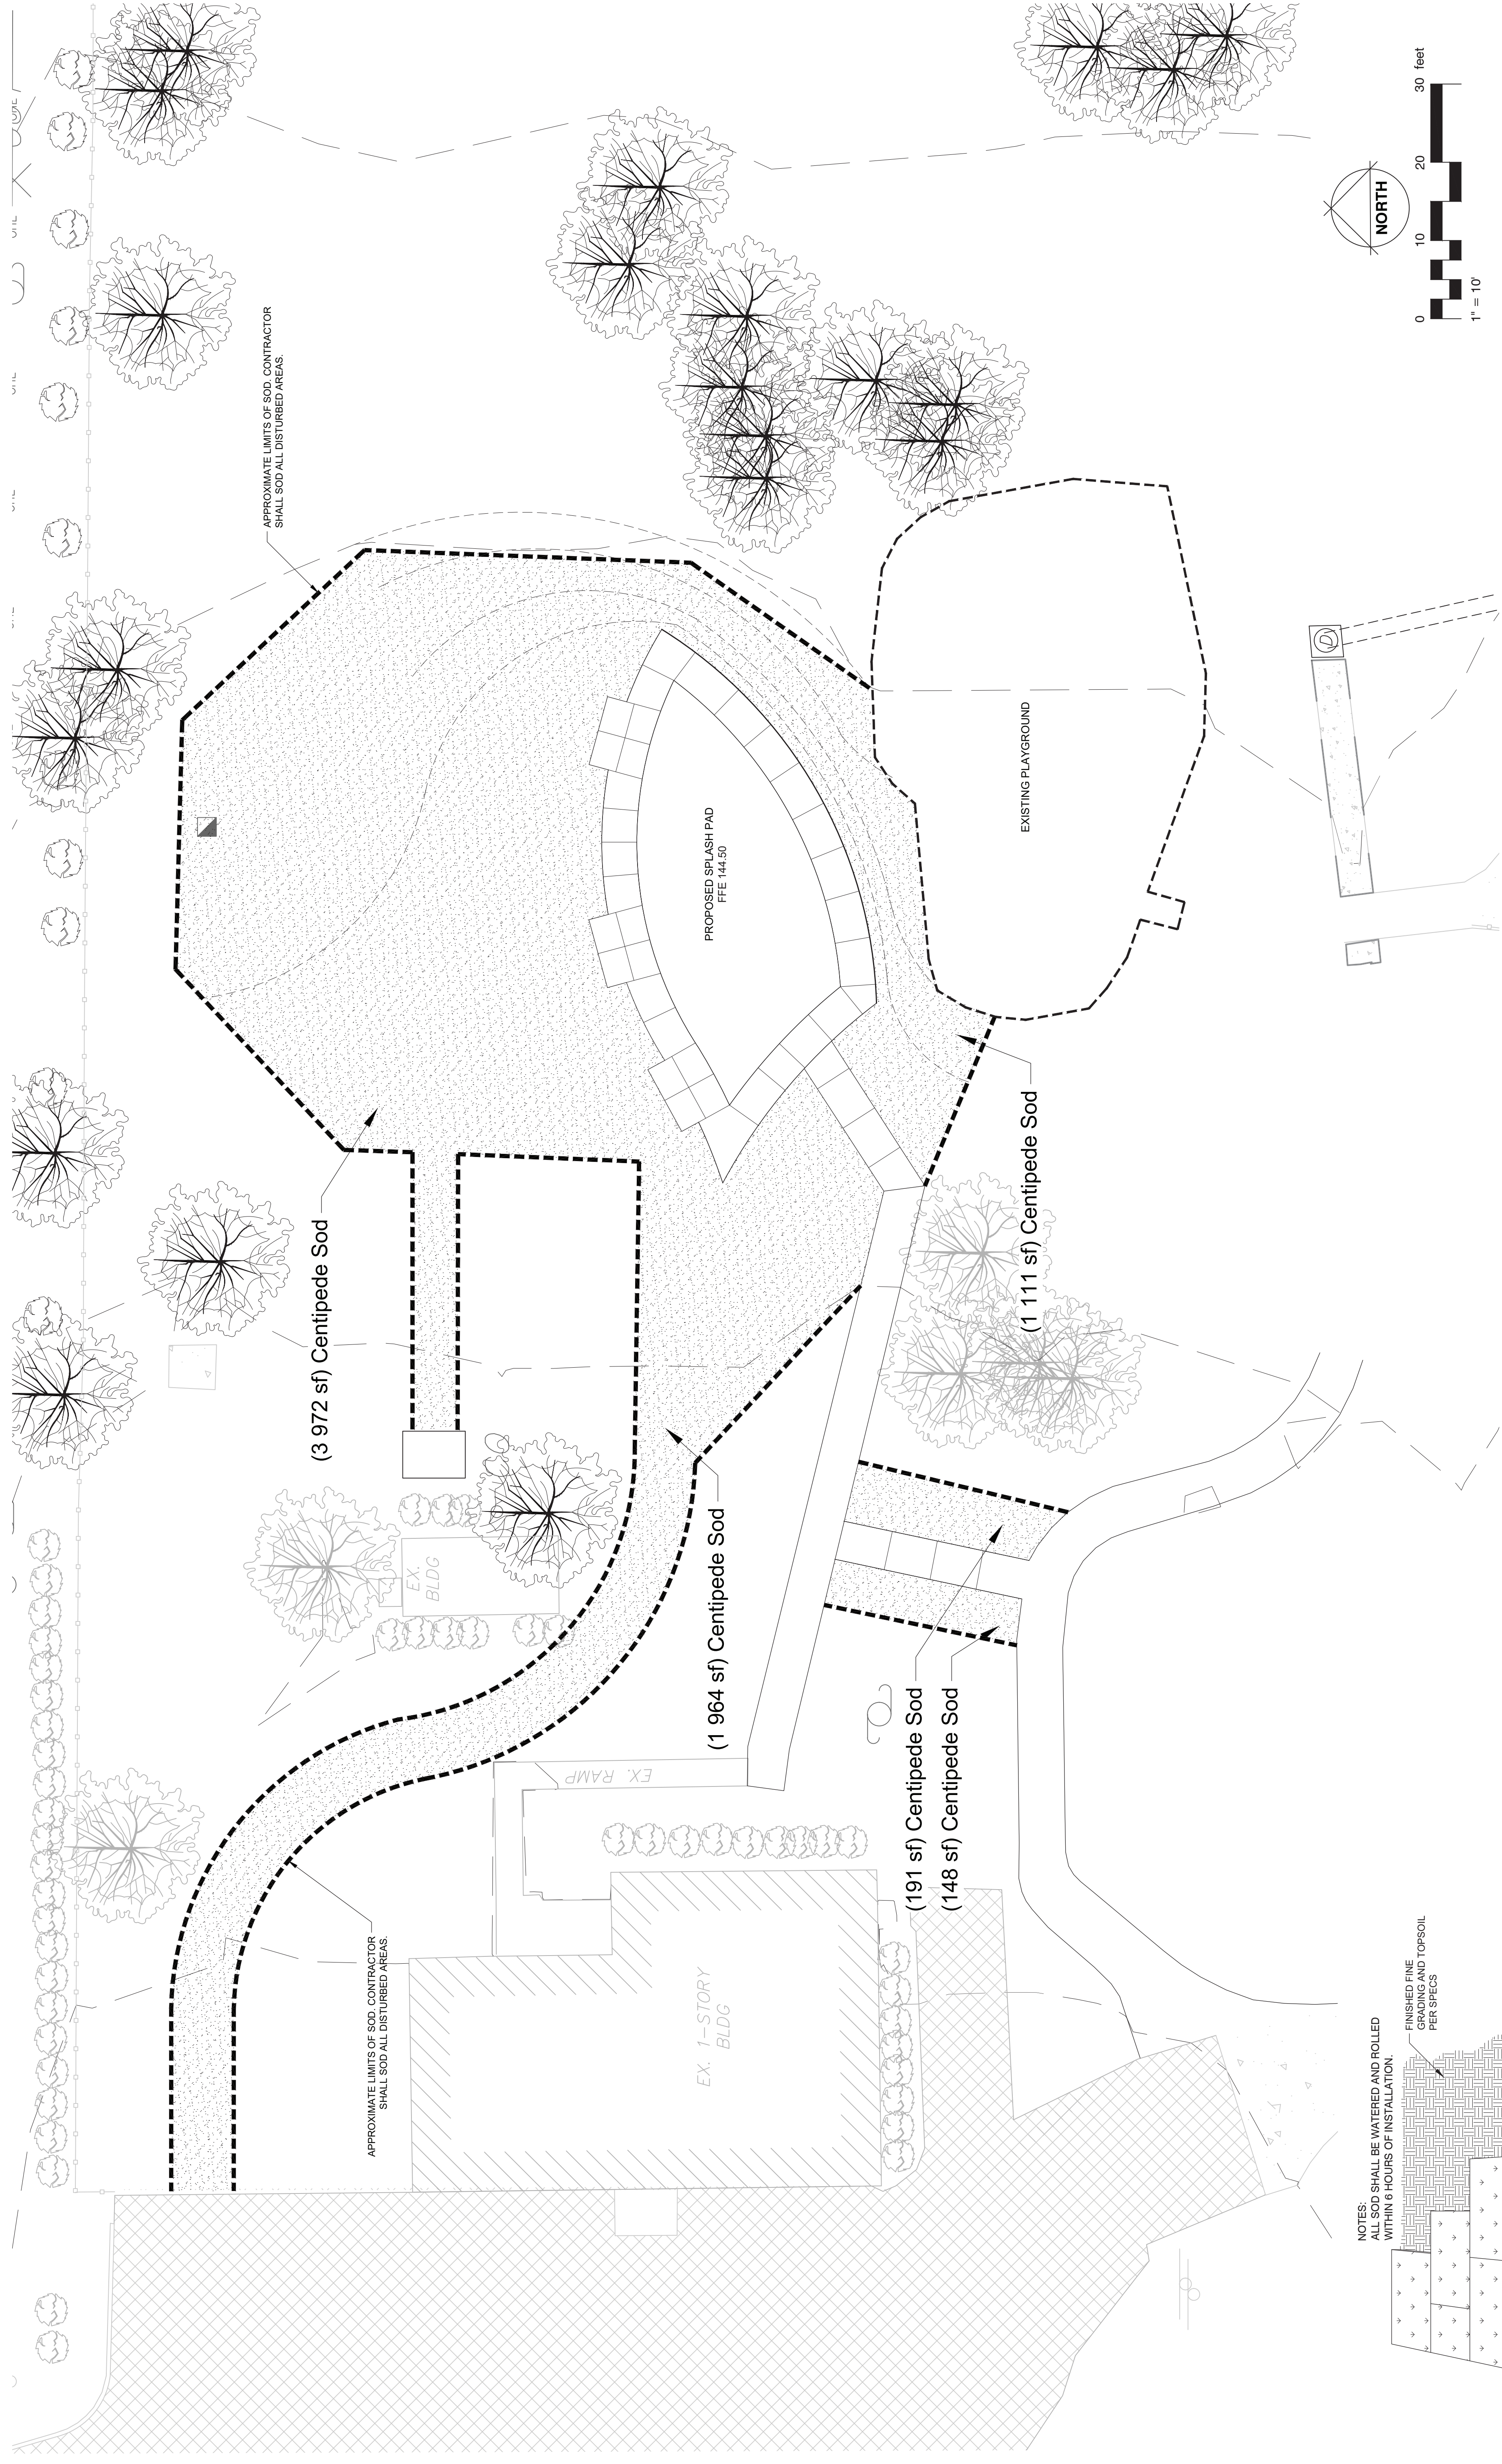 APPROXIMATE LIMITS OF SOD. CONTRACTOR
SHALL SOD ALL DISTURBED AREAS.
NORTH
0
10
20
30 feet
1" = 10'
PROPOSED SPLASH PAD
FFE 144.50
EXISTING PLAYGROUND
D
(3 972 sf) Centipede Sod
(1 111 sf) Centipede Sod
(1 964 sf) Centipede Sod
(191 sf) Centipede Sod
(148 sf) Centipede Sod
EX.
BLDG
EX. RAMP
EX. 1-STORY
BLDG
APPROXIMATE LIMITS OF SOD. CONTRACTOR
SHALL SOD ALL DISTURBED AREAS.
NOTES:
ALL SOD SHALL BE WATERED AND ROLLED
WITHIN 6 HOURS OF INSTALLATION.
FINISHED FINE
GRADING AND TOPSOIL
PER SPECS